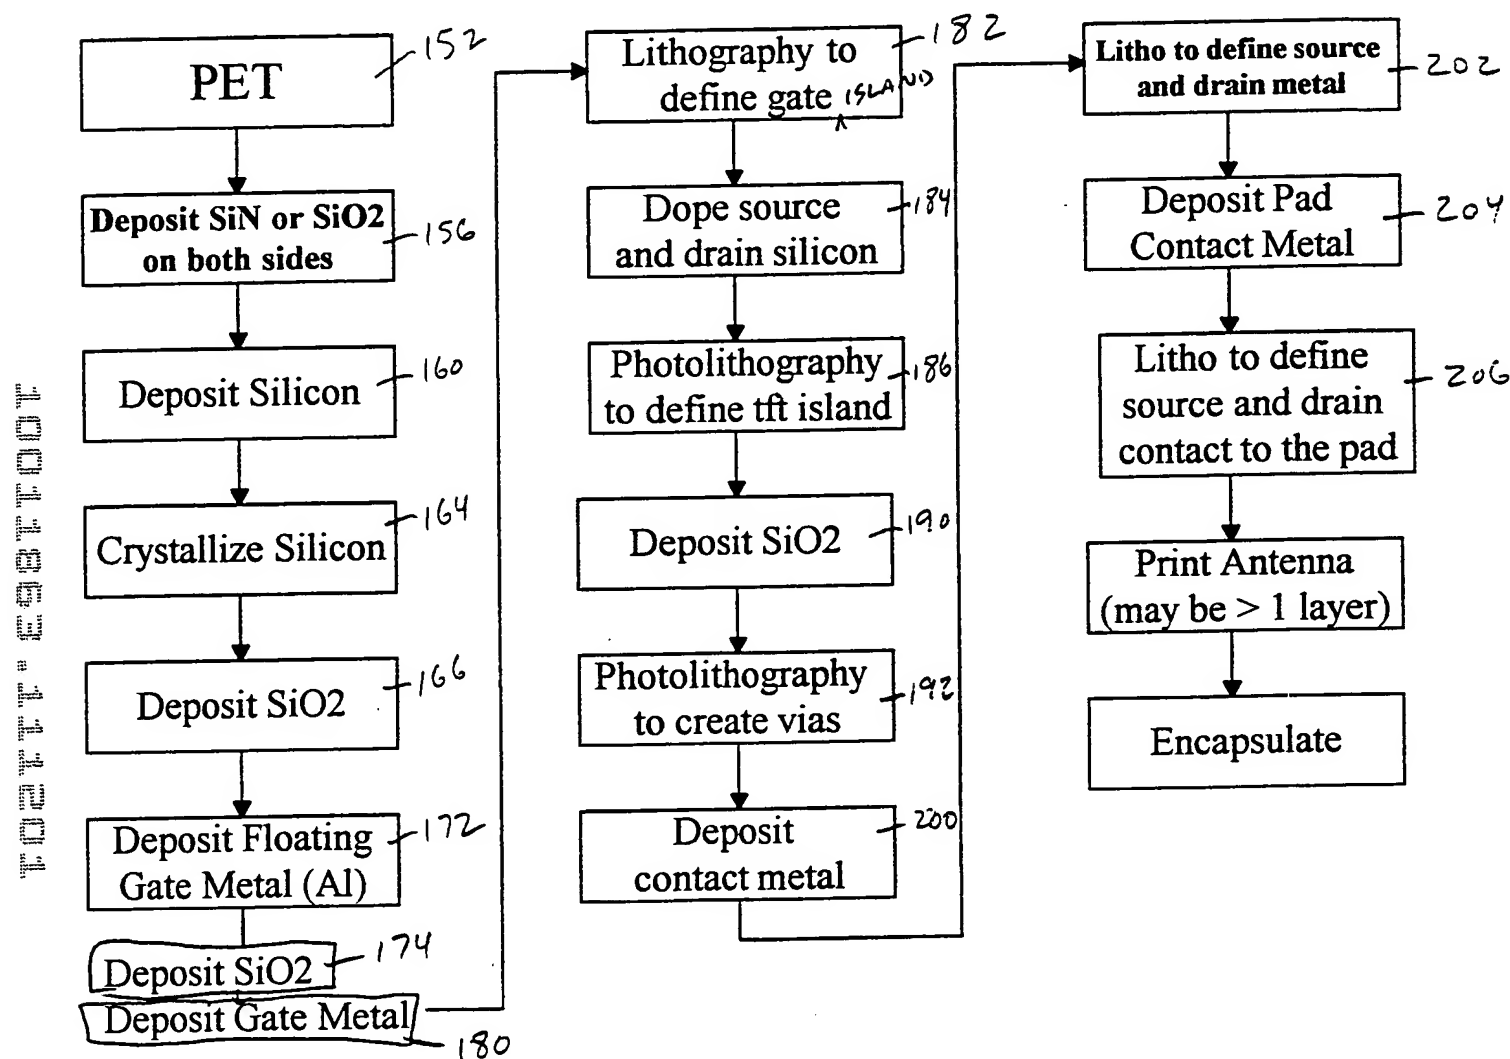 PET
152
Deposit SiN or SiO2
on both sides
156
Deposit Silicon
160
Crystallize Silicon
164
Deposit SiO2
166
Deposit Floating
Gate Metal (Al)
172
Deposit SiO2
174
Deposit Gate Metal
180
Lithography to
define gate ISLAND
182
Dope source
and drain silicon
184
Photolithography
to define tft island
186
Deposit SiO2
190
Photolithography
to create vias
192
Deposit
contact metal
200
Litho to define source
and drain metal
202
Deposit Pad
Contact Metal
204
Litho to define
source and drain
contact to the pad
206
Print Antenna
(may be > 1 layer)
Encapsulate
10011863.111201